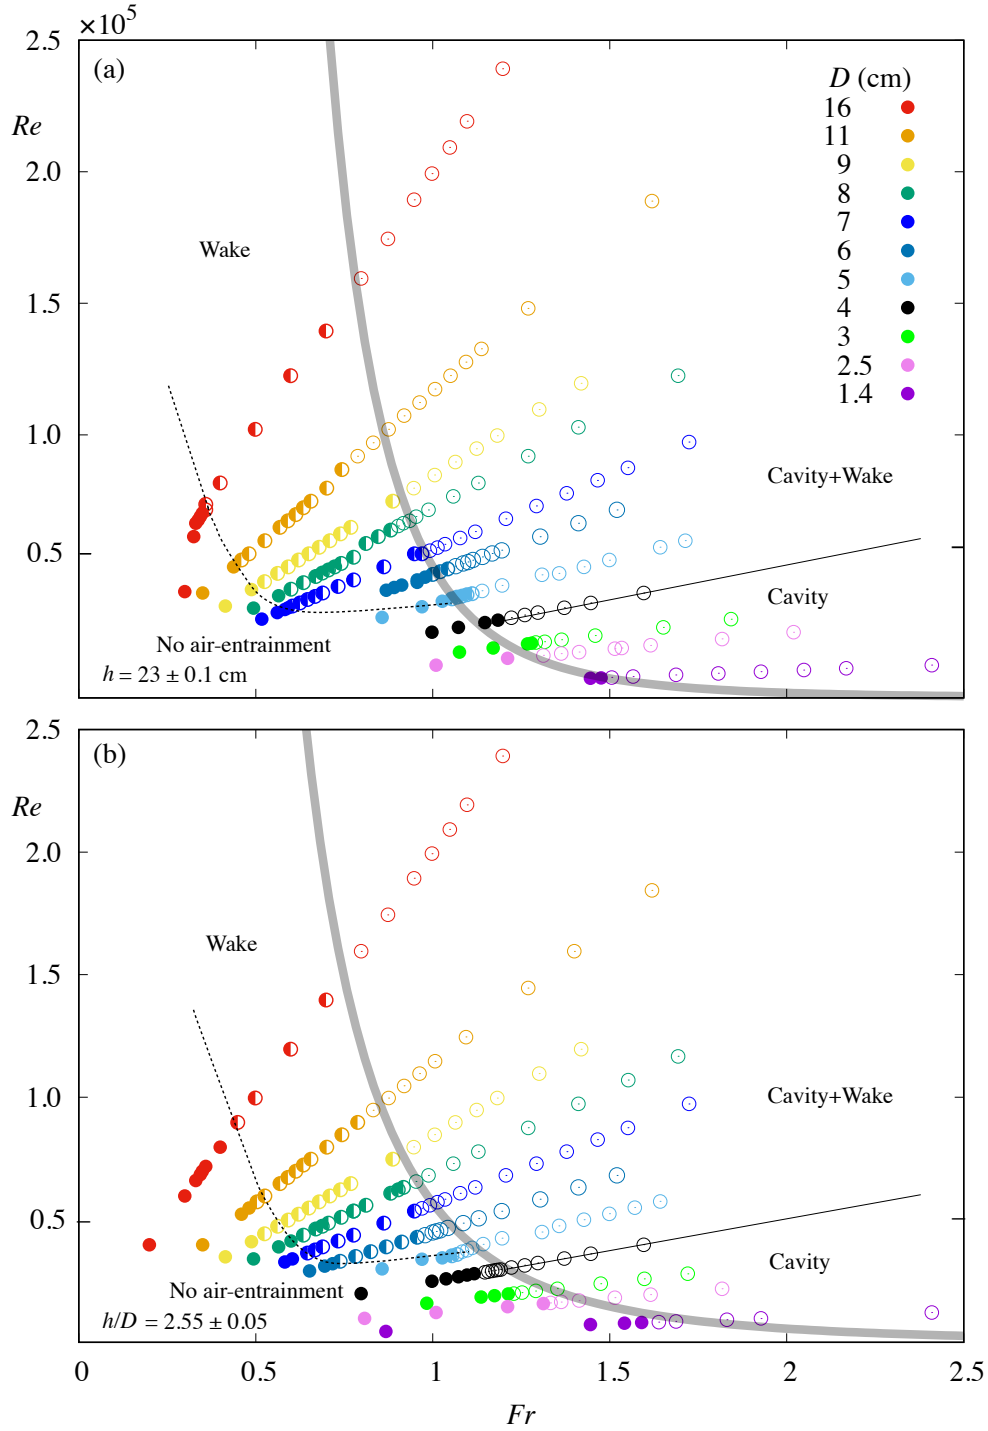 ×10⁵
2.5
(a)
D (cm)
16
Re
11
9
2.0
8
7
Wake
6
5
1.5
4
3
2.5
1.4
1.0
Cavity+Wake
0.5
Cavity
No air-entrainment
h = 23 ± 0.1 cm
2.5
(b)
Re
2.0
Wake
1.5
1.0
Cavity+Wake
0.5
Cavity
No air-entrainment
h/D = 2.55 ± 0.05
0 0.5 1 1.5 2 2.5
Fr